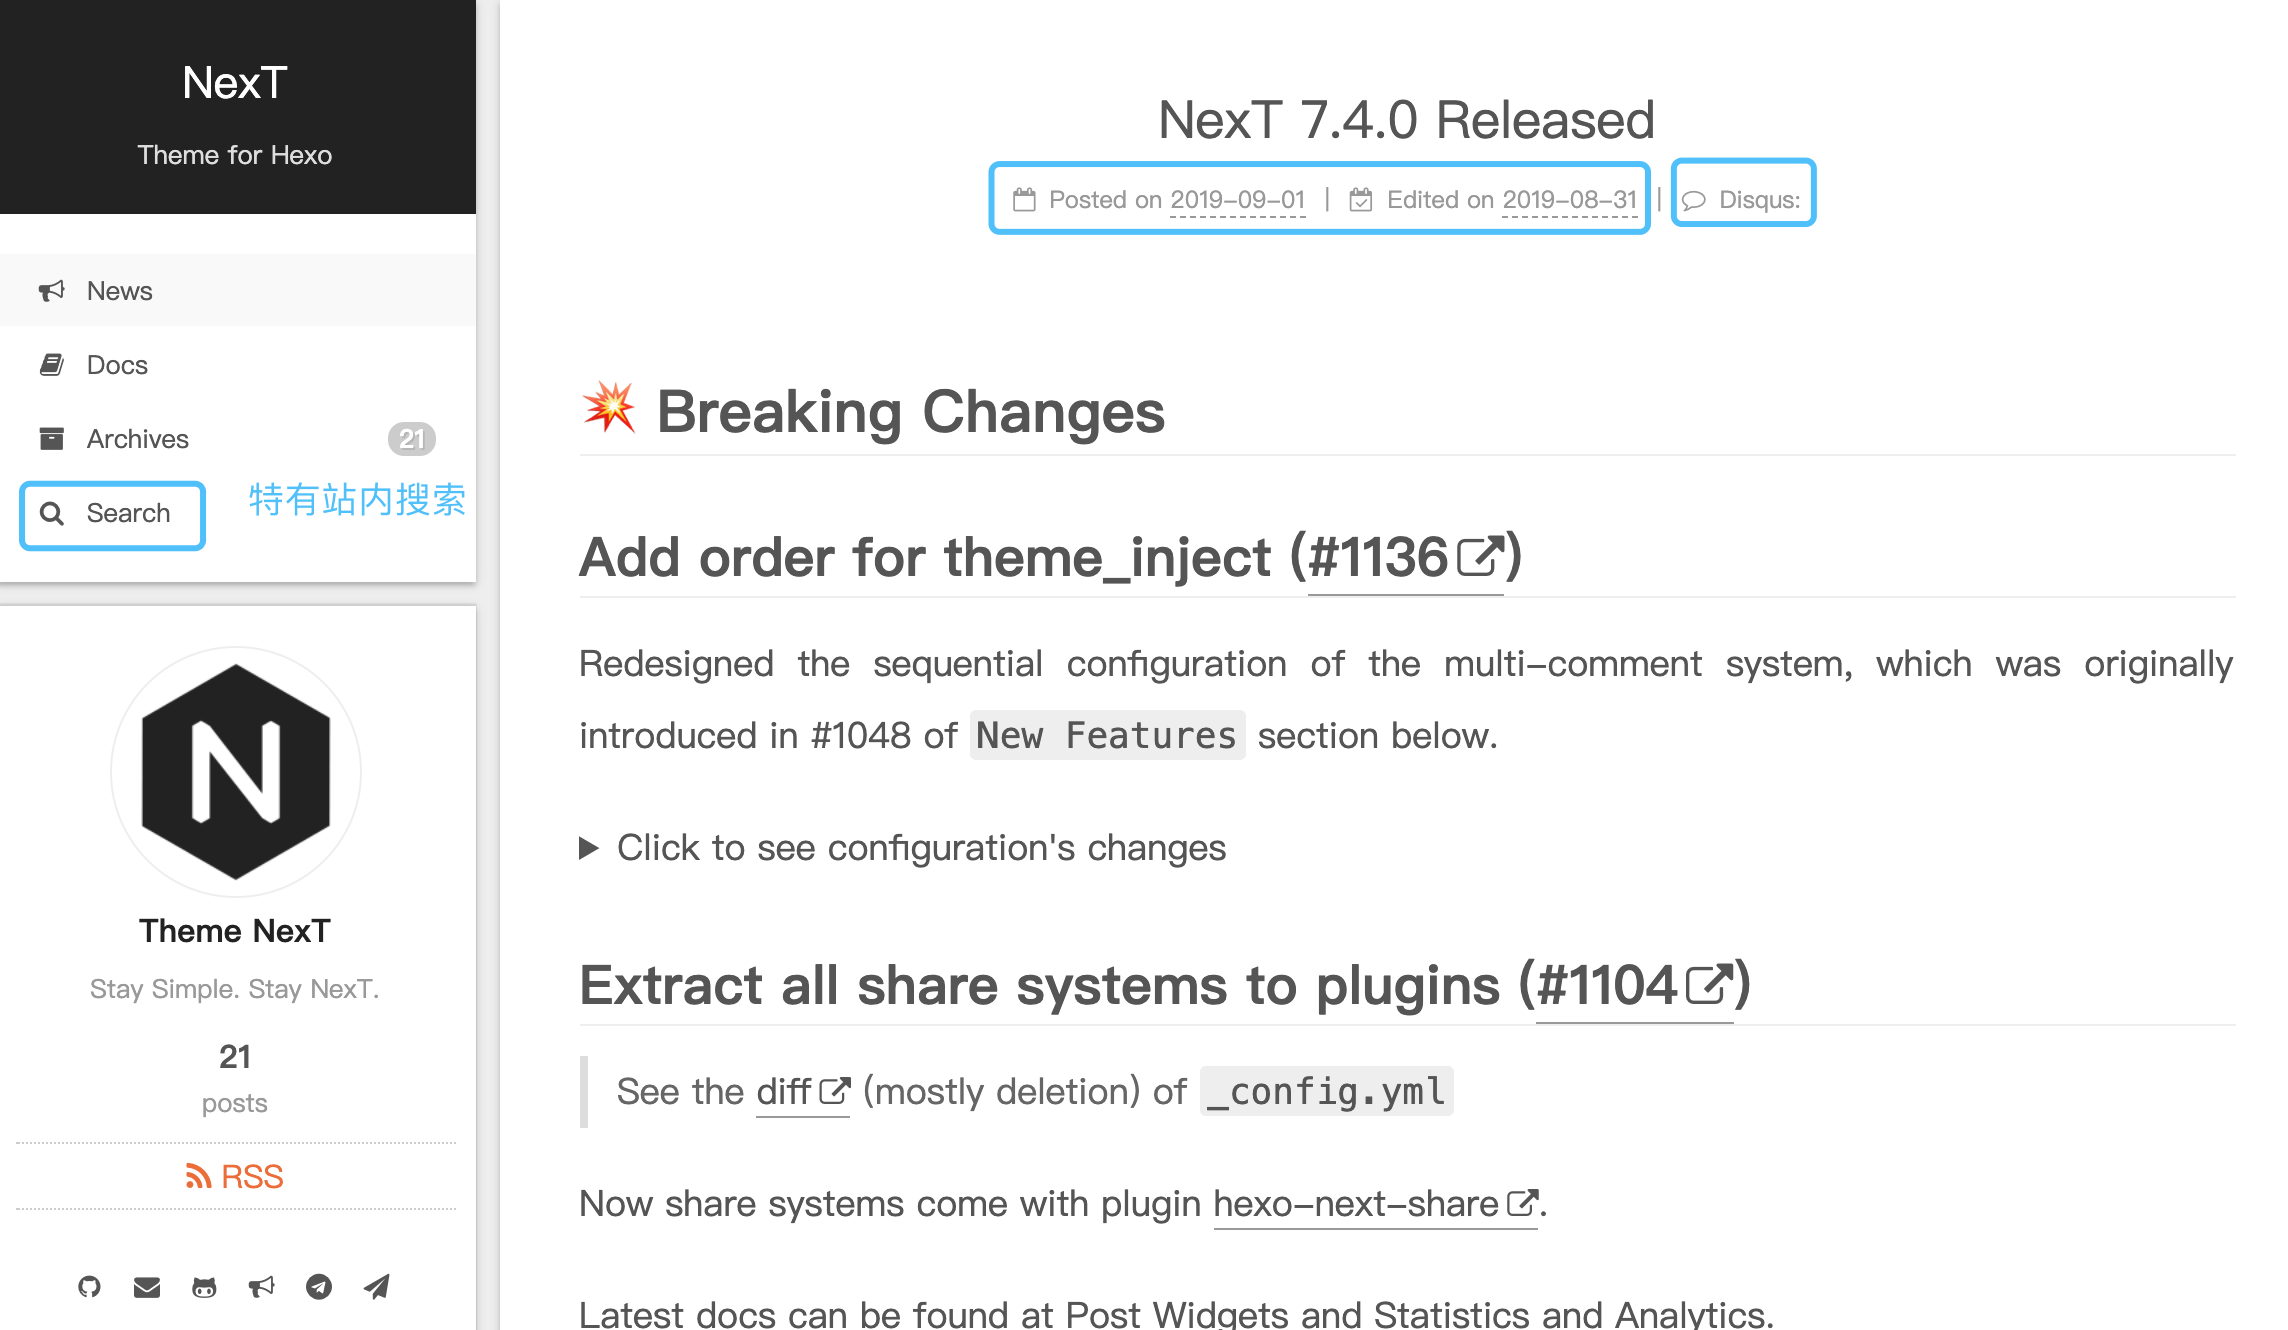 NexT
Theme for Hexo
News
Docs
Archives 21
Search
特有站内搜索
N
Theme NexT
Stay Simple. Stay NexT.
21
posts
RSS
NexT 7.4.0 Released
Posted on 2019-09-01 | Edited on 2019-08-31 | Disqus:
💥 Breaking Changes
Add order for theme_inject (#1136)
Redesigned the sequential configuration of the multi-comment system, which was originally
introduced in #1048 of New Features section below.
▶ Click to see configuration's changes
Extract all share systems to plugins (#1104)
See the diff (mostly deletion) of _config.yml
Now share systems come with plugin hexo-next-share.
Latest docs can be found at Post Widgets and Statistics and Analytics.